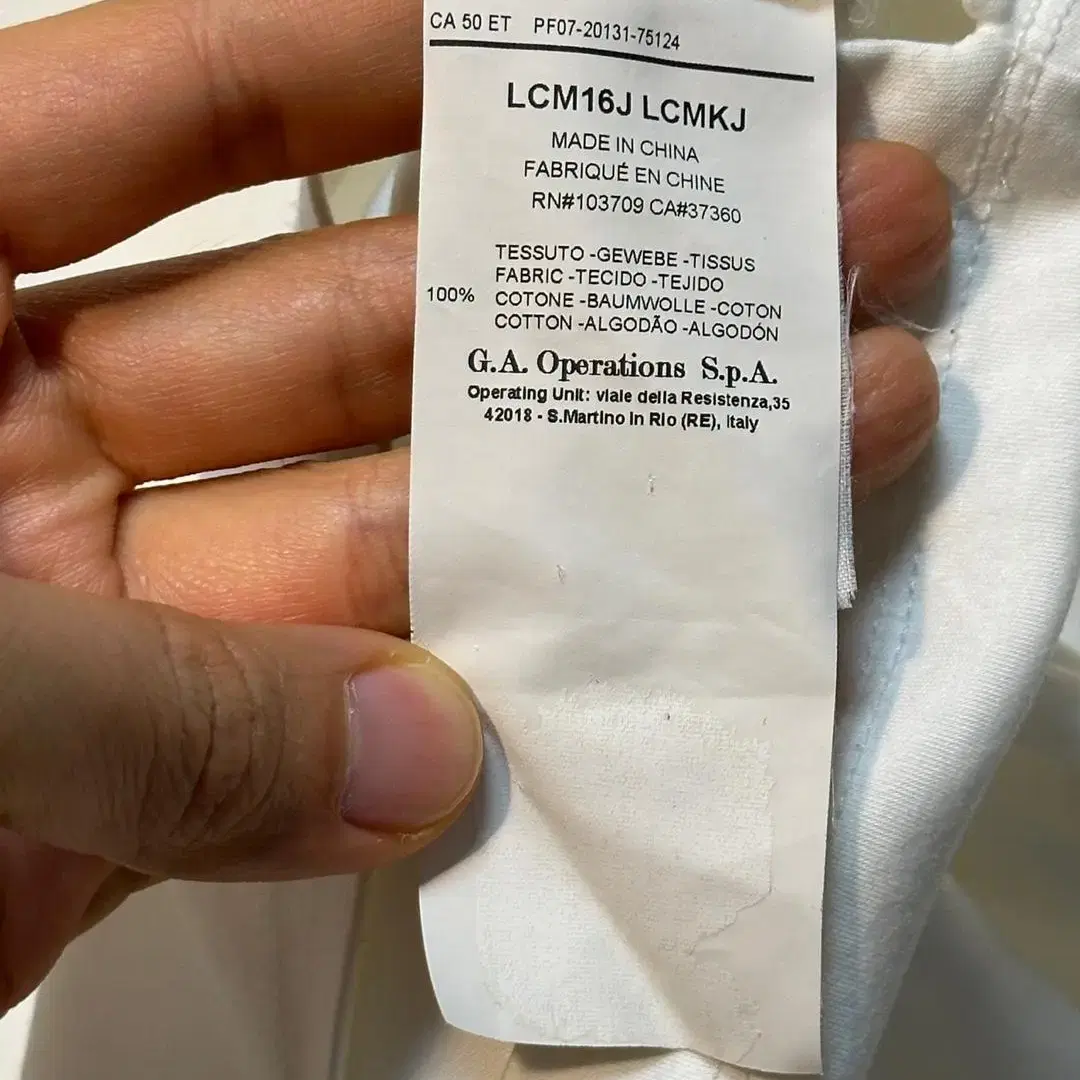 CA 50 ET PF07-20131-75124
LCM16J LCMKJ
MADE IN CHINA
FABRIQUÉ EN CHINE
RN#103709 CA#37360
TESSUTO -GEWEBE -TISSUS
FABRIC -TECIDO -TEJIDO
100% COTONE -BAUMWOLLE -COTON
COTTON -ALGODÃO -ALGODÓN
G.A. Operations S.p.A.
Operating Unit: viale della Resistenza,35
42018 - S.Martino in Rio (RE), Italy